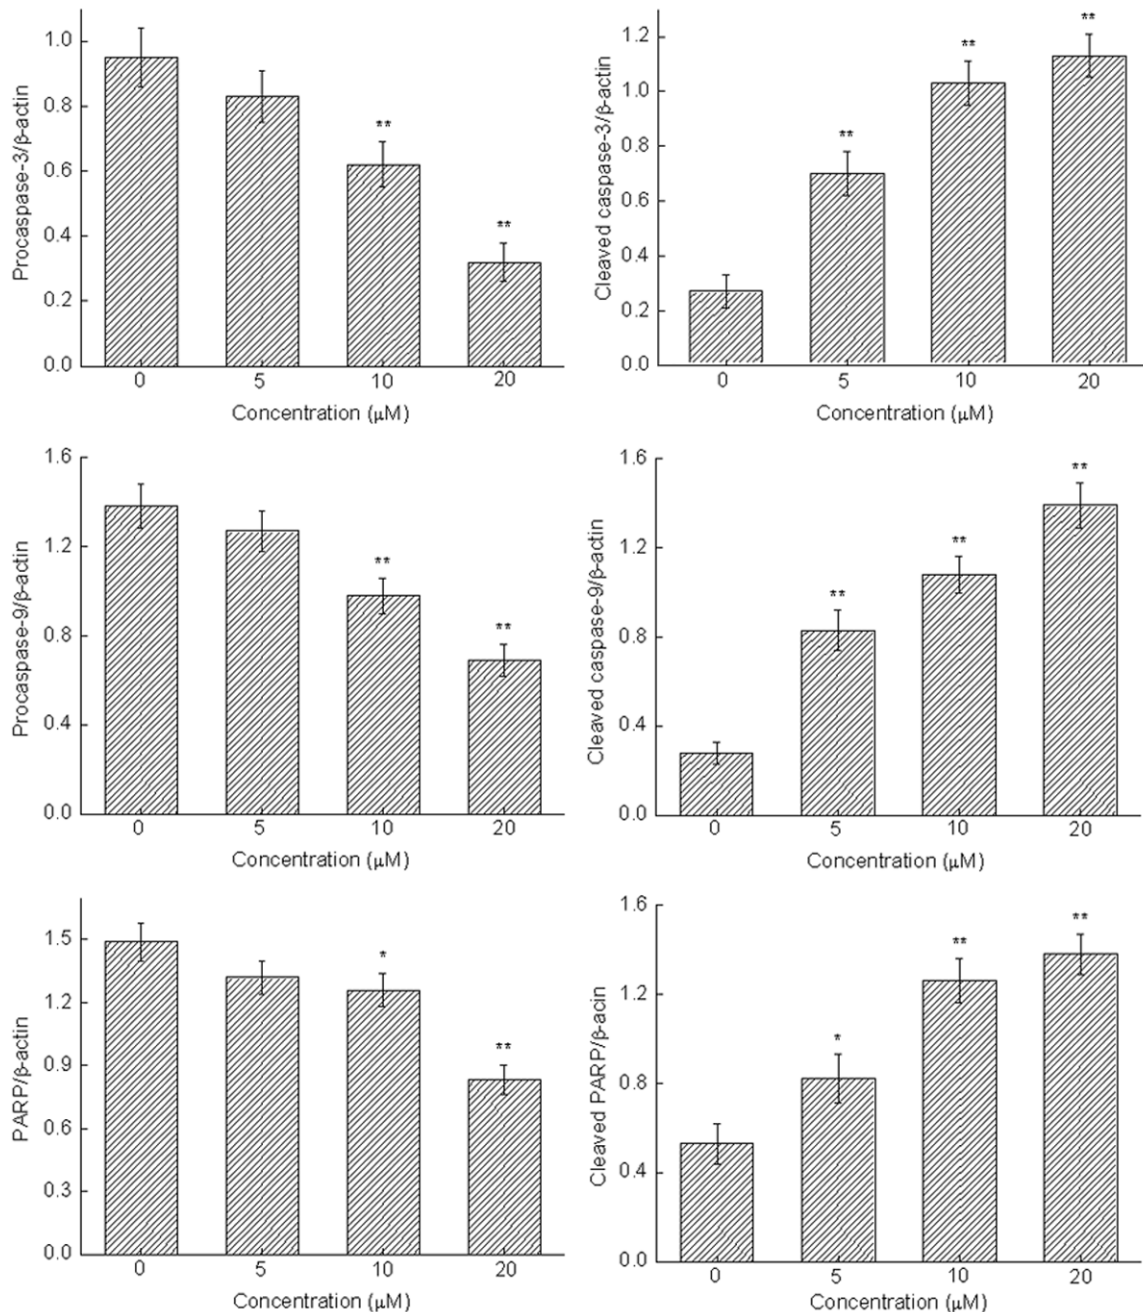 Procaspase-3/β-actin
1.0
0.8
0.6
0.4
0.2
0.0
**
**
0 5 10 20
Concentration (μM)
Cleaved caspase-3/β-actin
1.2
1.0
0.8
0.6
0.4
0.2
0.0
**
**
**
0 5 10 20
Concentration (μM)
Procaspase-9/β-actin
1.6
1.2
0.8
0.4
0.0
**
**
0 5 10 20
Concentration (μM)
Cleaved caspase-9/β-actin
1.6
1.2
0.8
0.4
0.0
**
**
**
0 5 10 20
Concentration (μM)
PARP/β-actin
1.5
1.2
0.9
0.6
0.3
0.0
*
**
0 5 10 20
Concentration (μM)
Cleaved PARP/β-acin
1.6
1.2
0.8
0.4
0.0
*
**
**
0 5 10 20
Concentration (μM)